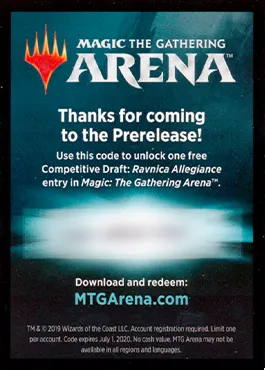 MAGIC THE GATHERING
ARENA™
Thanks for coming
to the Prerelease!
Use this code to unlock one free
Competitive Draft: Ravnica Allegiance
entry in Magic: The Gathering Arena™.
Download and redeem:
MTGArena.com
TM & © 2019 Wizards of the Coast LLC. Account registration required. Limit one
per account. Code expires July 1, 2020. No cash value. MTG Arena may not be
available in all regions and languages.